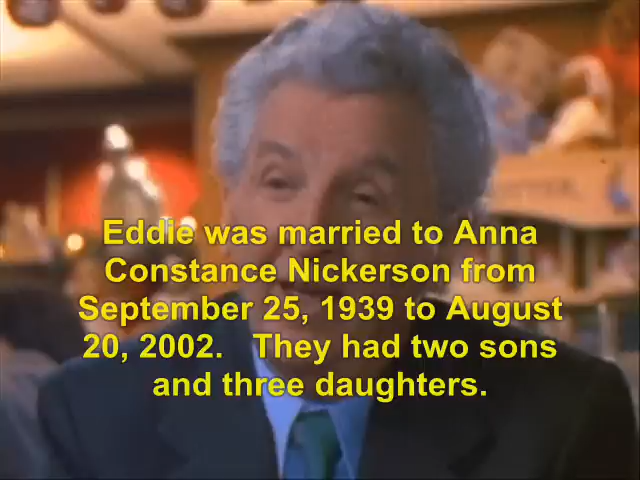 Eddie was married to Anna
Constance Nickerson from
September 25, 1939 to August
20, 2002.   They had two sons
and three daughters.